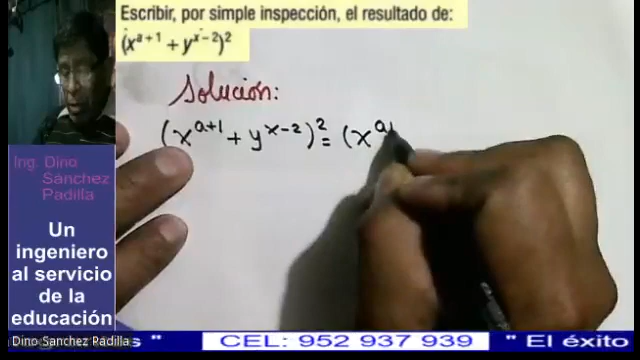 Escribir, por simple inspección, el resultado de:
(x^{a+1} + y^{x-2})^2
Solución:
(x^{a+1} + y^{x-2})^2 = (x^a
Ing. Dino
Sanchez
Padilla
Un
ingeniero
al servicio
de la
educación
Dino Sanchez Padilla
s "
CEL: 952 937 939
" El éxito